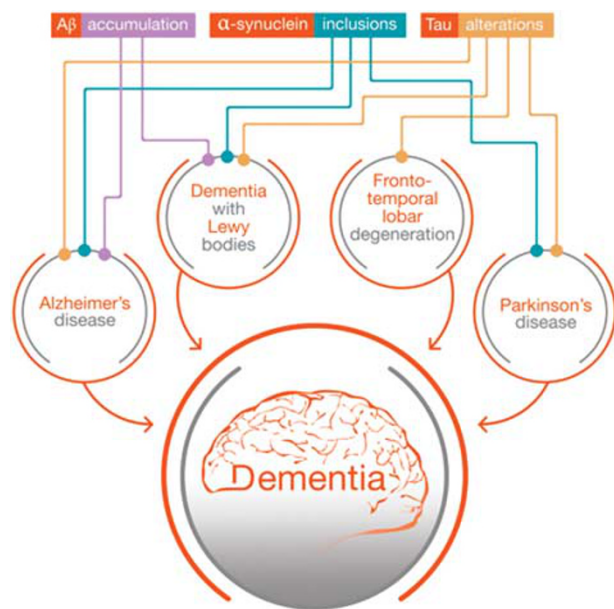 Aβ accumulation
α-synuclein inclusions
Tau alterations
Dementia
with
Lewy
bodies
Fronto-
temporal
lobar
degeneration
Alzheimer's
disease
Parkinson's
disease
Dementia